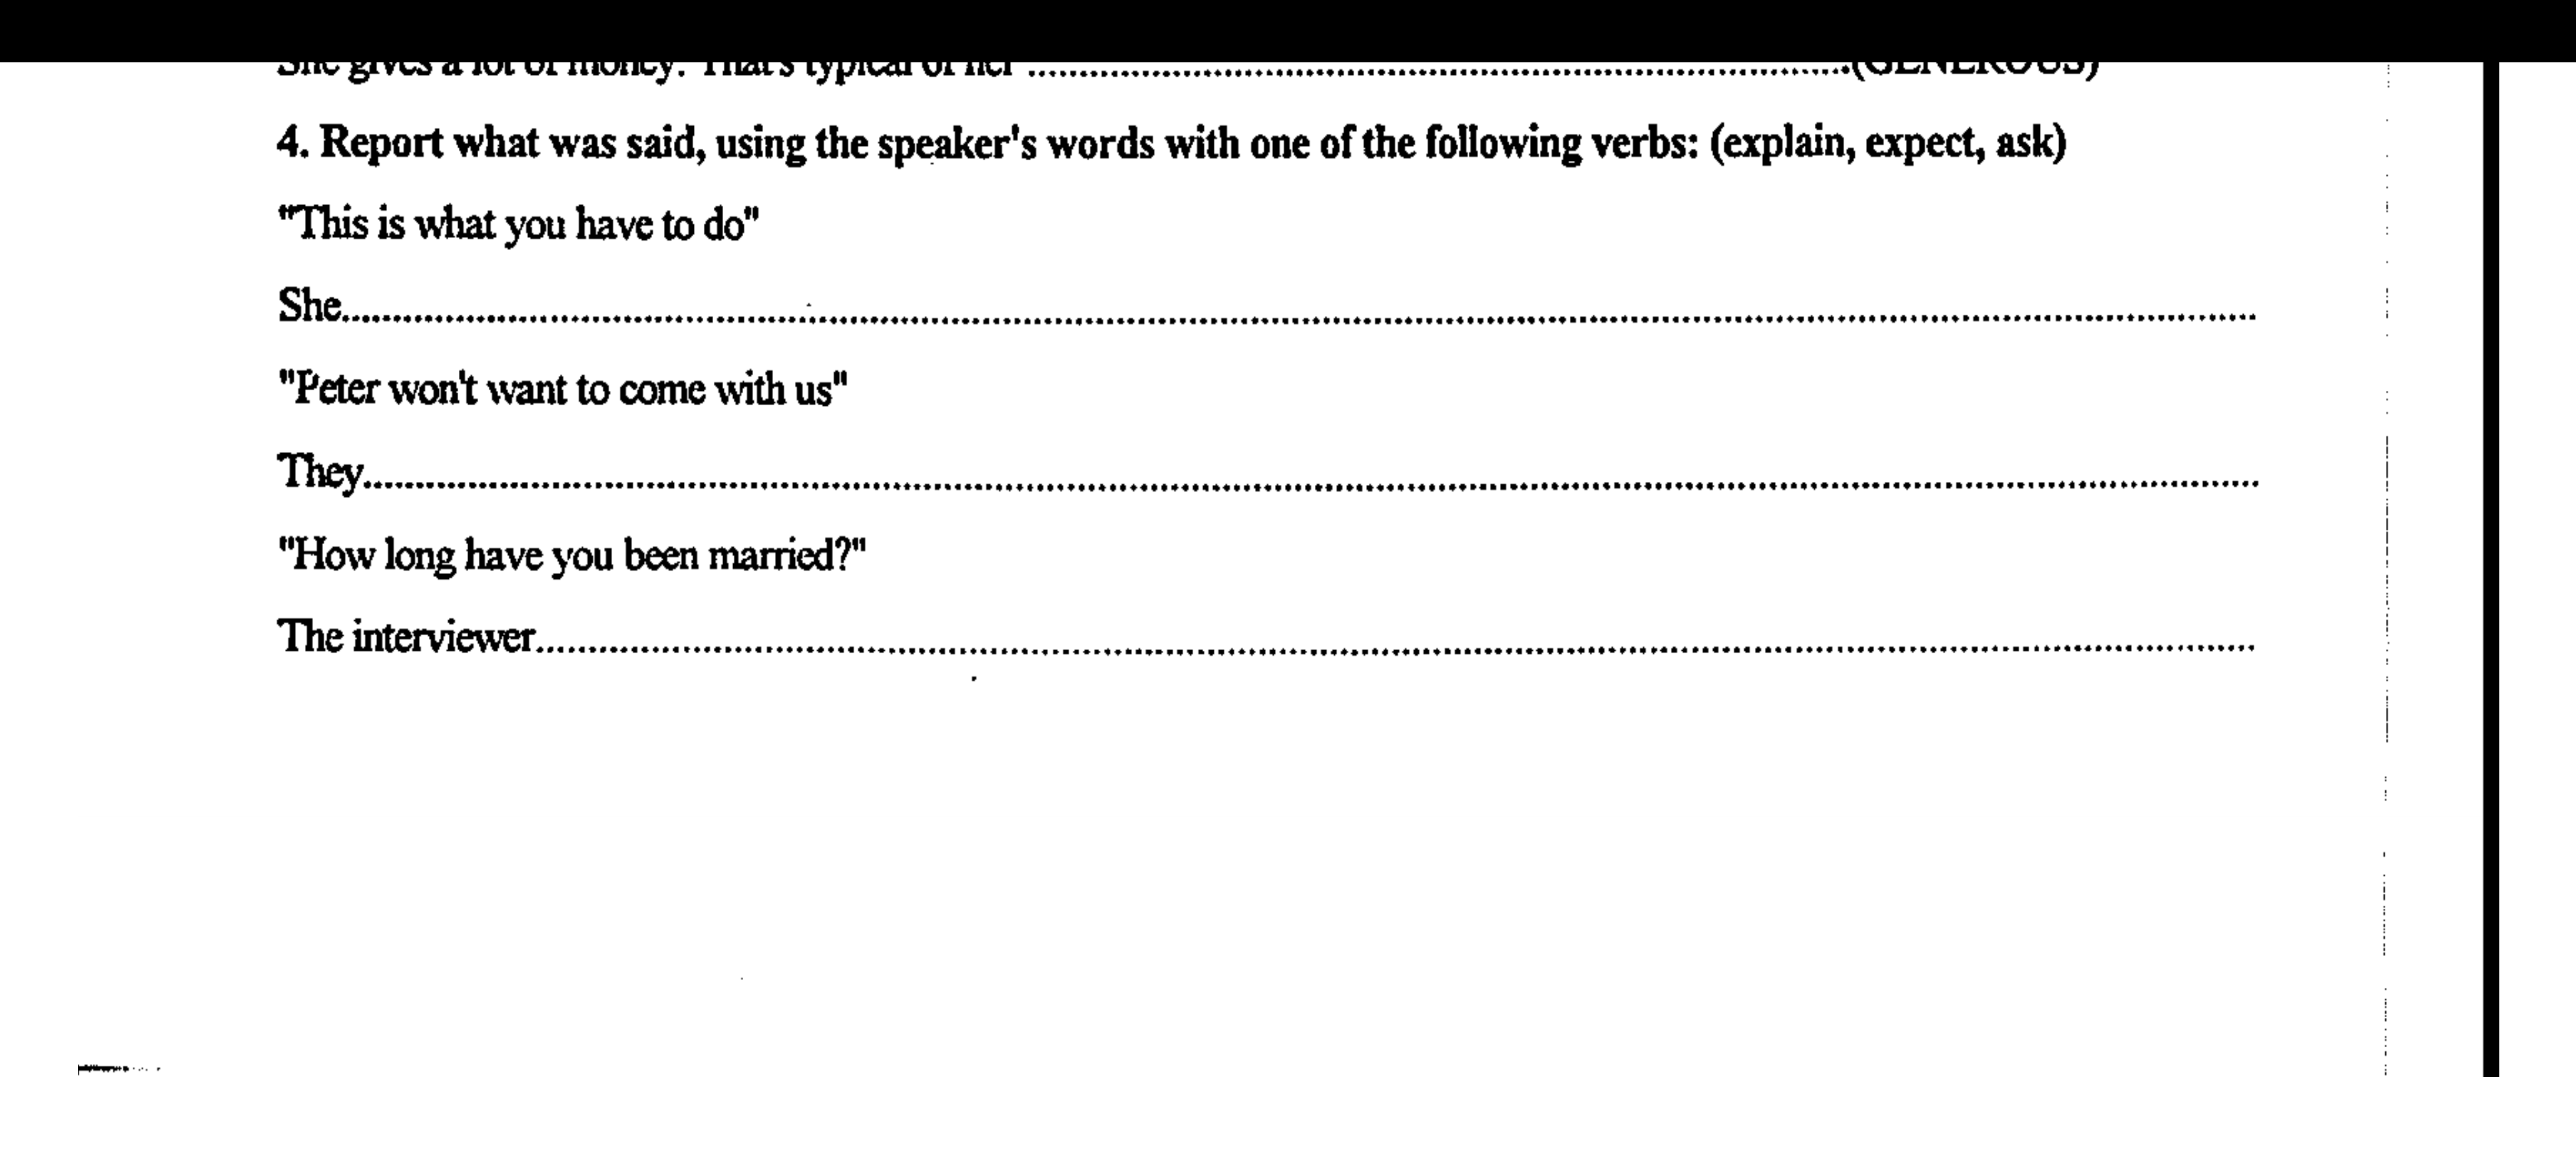 She gives a lot of money. That's typical of her ..........(GENEROUS)
4. Report what was said, using the speaker's words with one of the following verbs: (explain, expect, ask)
"This is what you have to do"
She..........
"Peter won't want to come with us"
They..........
"How long have you been married?"
The interviewer..........